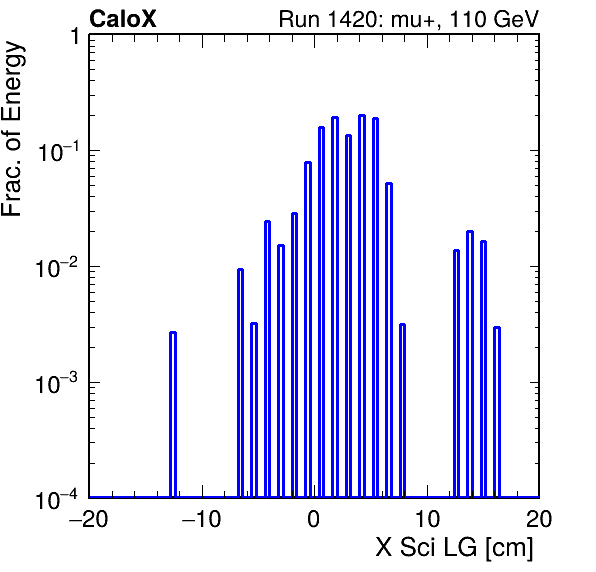 CaloX Run 1420: mu+, 110 GeV
Frac. of Energy
1
10⁻¹
10⁻²
10⁻³
10⁻⁴
−20 −10 0 10 20
X Sci LG [cm]